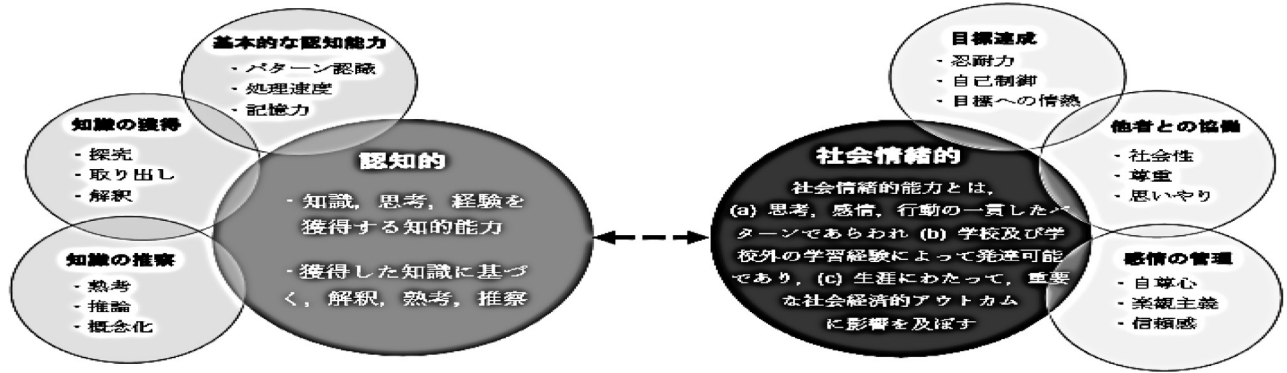 基本的な認知能力
・パターン認識
・処理速度
・記憶力
知識の獲得
・探究
・取り出し
・解釈
知識の推察
・熟考
・推論
・概念化
認知的
・知識，思考，経験を
獲得する知的能力
・獲得した知識に基づ
く，解釈，熟考，推察
社会情緒的
社会情緒的能力とは，
(a) 思考，感情，行動の一貫したパ
ターンであらわれ (b) 学校及び学
校外の学習経験によって発達可能
であり，(c) 生涯にわたって，重要
な社会経済的アウトカム
に影響を及ぼす
目標達成
・忍耐力
・自己制御
・目標への情熱
他者との協働
・社会性
・尊重
・思いやり
感情の管理
・自尊心
・楽観主義
・信頼感